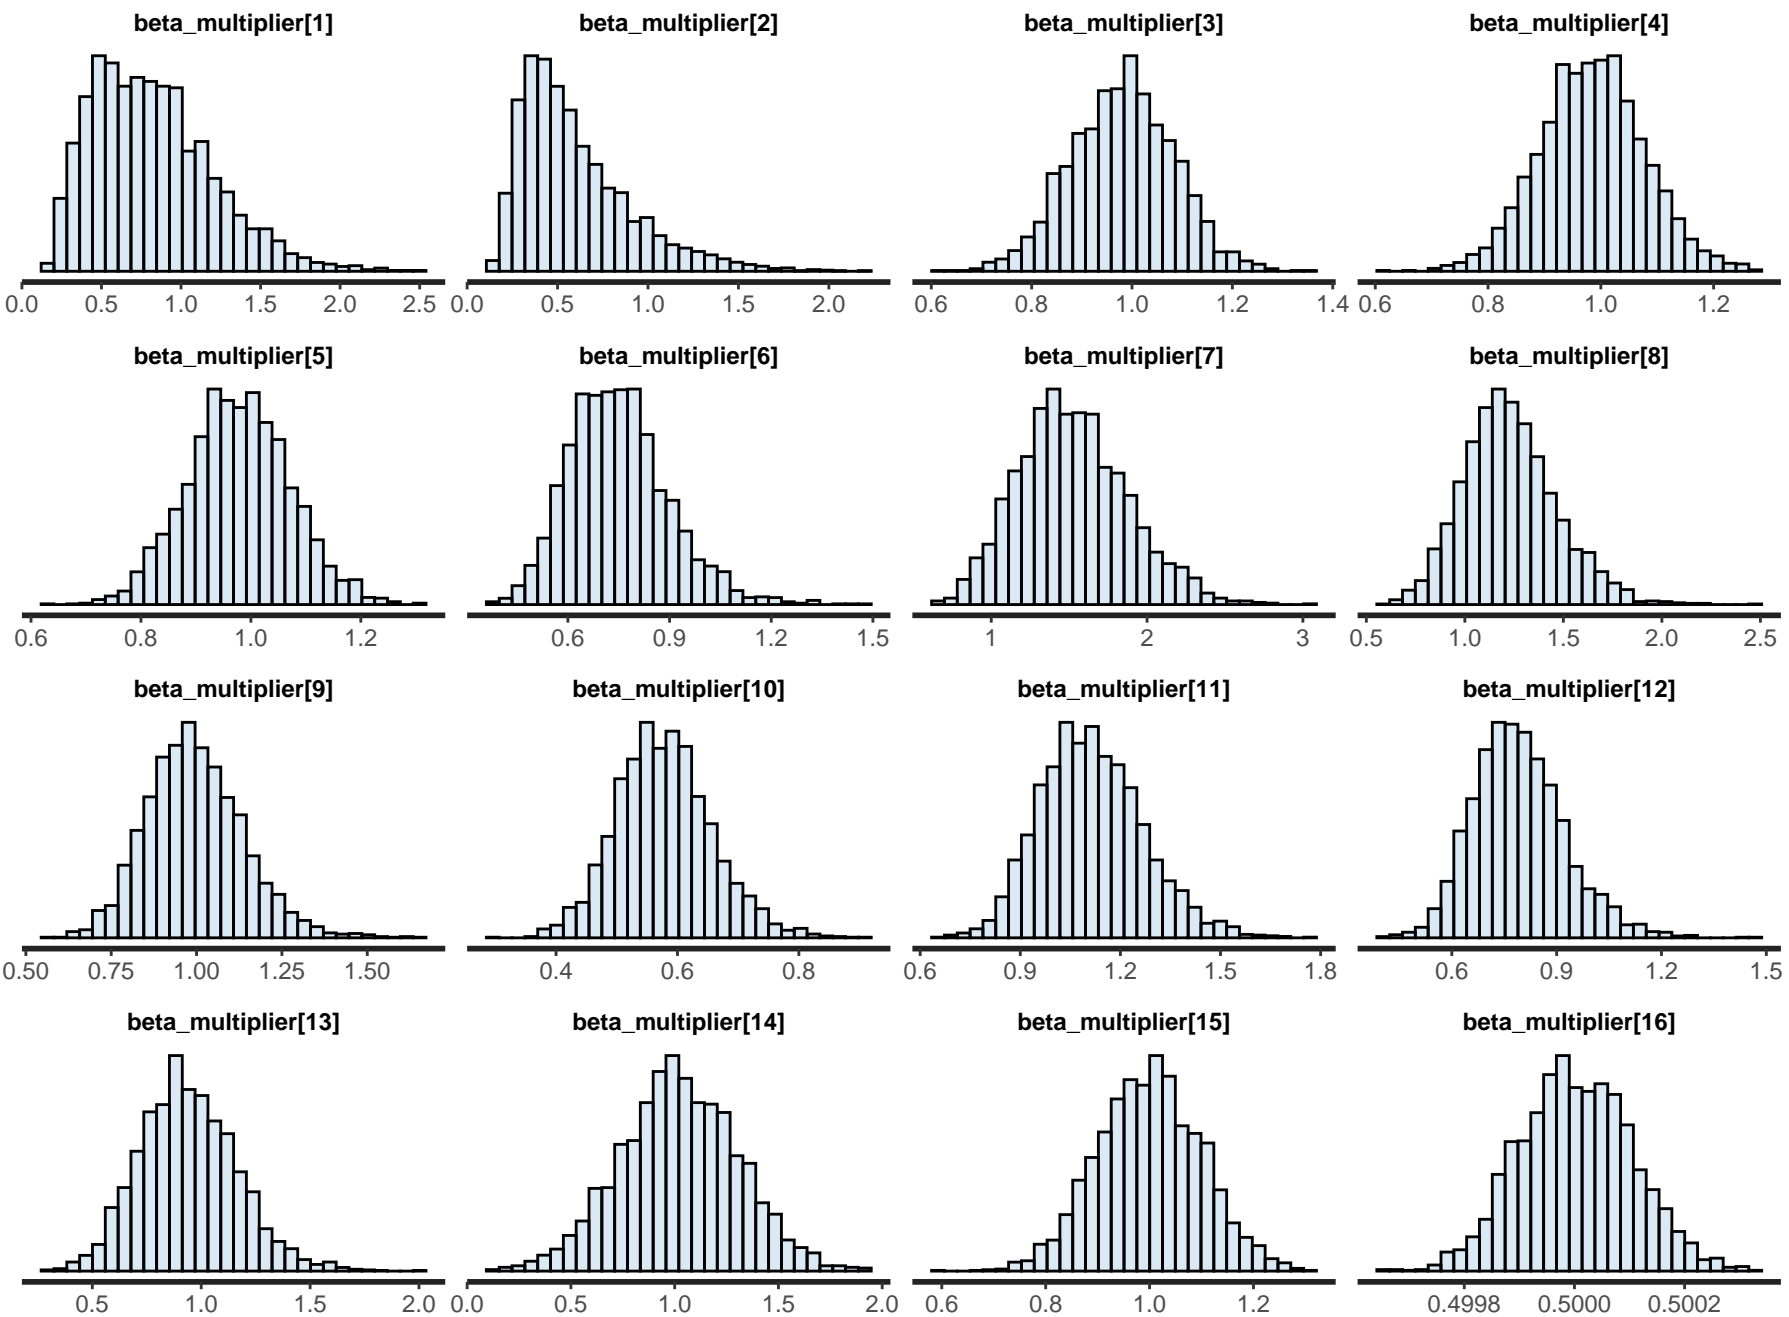 beta_multiplier[1] beta_multiplier[2] beta_multiplier[3] beta_multiplier[4]
0.0 0.5 1.0 1.5 2.0 2.5 0.0 0.5 1.0 1.5 2.0 0.6 0.8 1.0 1.2 1.4 0.6 0.8 1.0 1.2
beta_multiplier[5] beta_multiplier[6] beta_multiplier[7] beta_multiplier[8]
0.6 0.8 1.0 1.2 0.6 0.9 1.2 1.5 1 2 3 0.5 1.0 1.5 2.0 2.5
beta_multiplier[9] beta_multiplier[10] beta_multiplier[11] beta_multiplier[12]
0.50 0.75 1.00 1.25 1.50 0.4 0.6 0.8 0.6 0.9 1.2 1.5 1.8 0.6 0.9 1.2 1.5
beta_multiplier[13] beta_multiplier[14] beta_multiplier[15] beta_multiplier[16]
0.5 1.0 1.5 2.0 0.0 0.5 1.0 1.5 2.0 0.6 0.8 1.0 1.2 0.4998 0.5000 0.5002